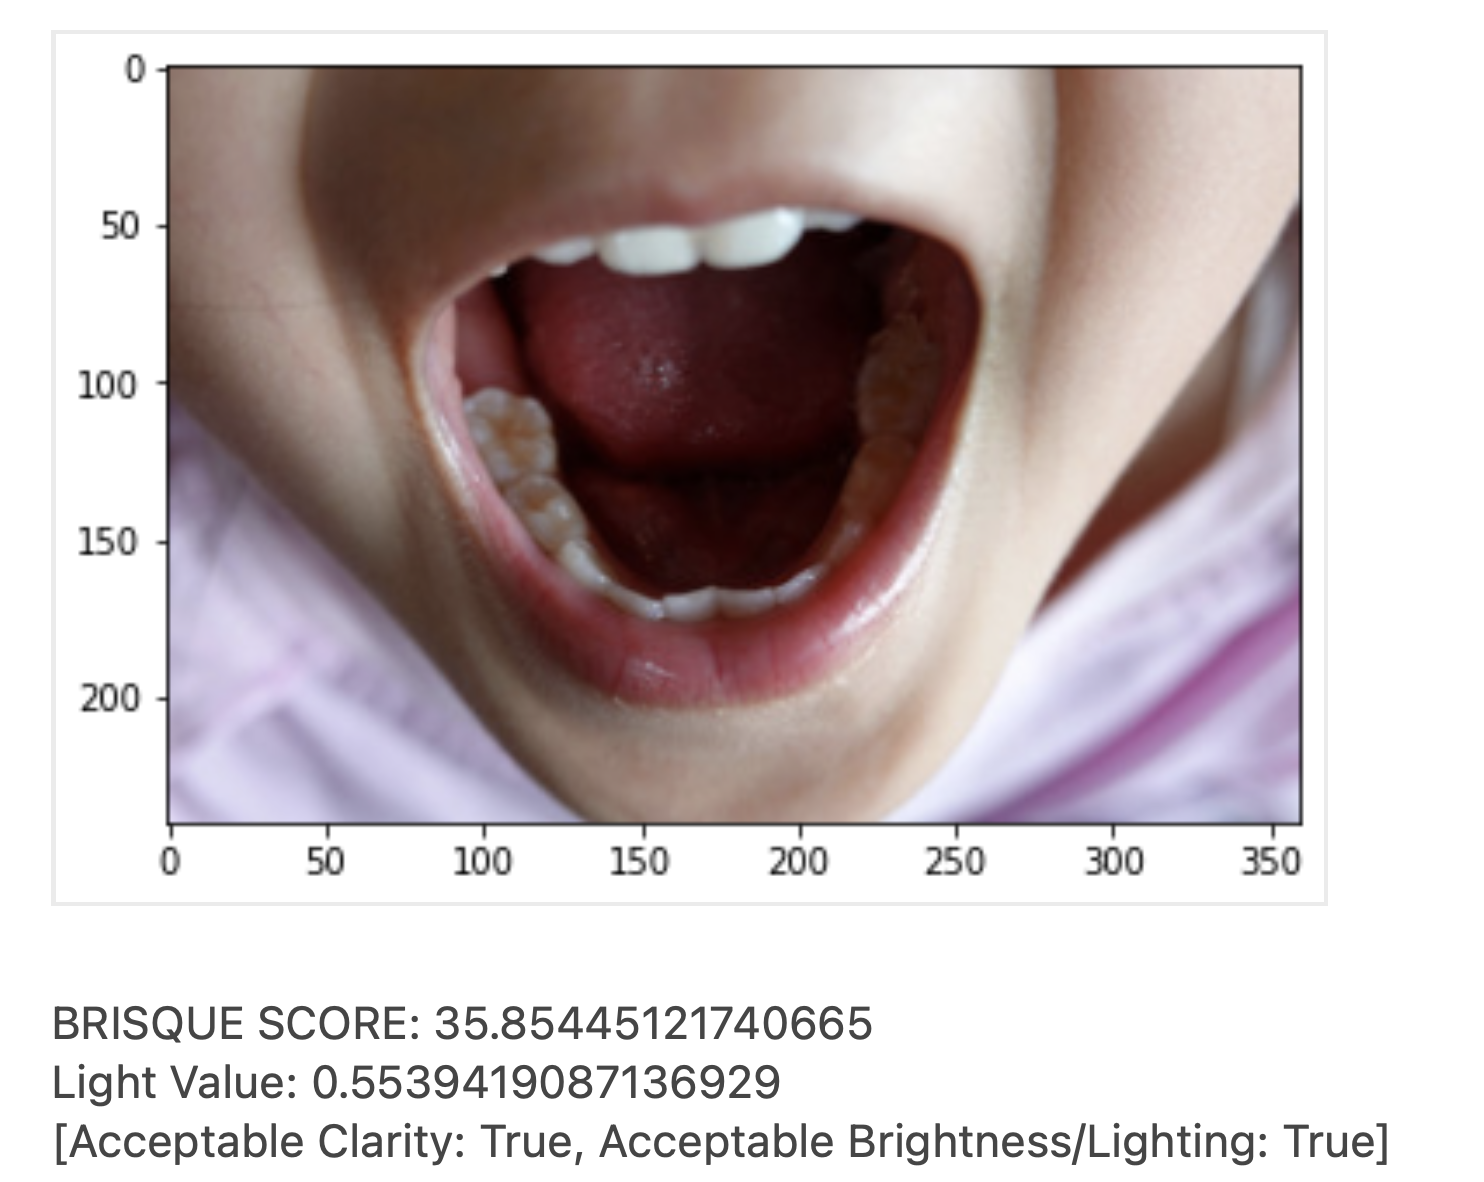 0
50
100
150
200
0 50 100 150 200 250 300 350
BRISQUE SCORE: 35.85445121740665
Light Value: 0.5539419087136929
[Acceptable Clarity: True, Acceptable Brightness/Lighting: True]